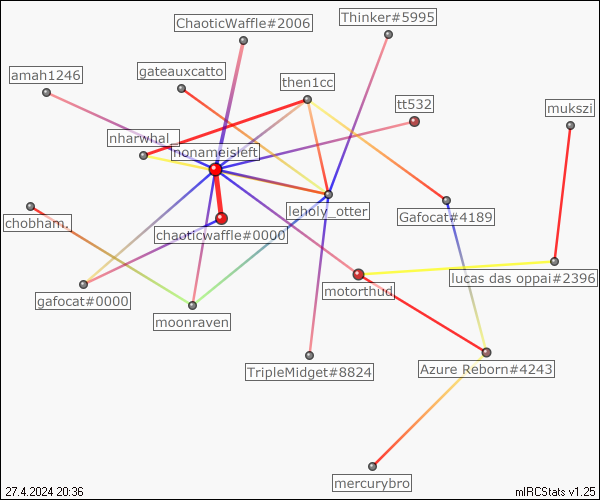 ChaoticWaffle#2006
Thinker#5995
amah1246
gateauxcatto
then1cc
tt532
mukszi
nharwhal_
nonameisleft
leholy_otter
Gafocat#4189
chobham.
chaoticwaffle#0000
gafocat#0000
motorthud
lucas das oppai#2396
moonraven
TripleMidget#8824
Azure Reborn#4243
mercurybro
27.4.2024 20:36
mIRCStats v1.25